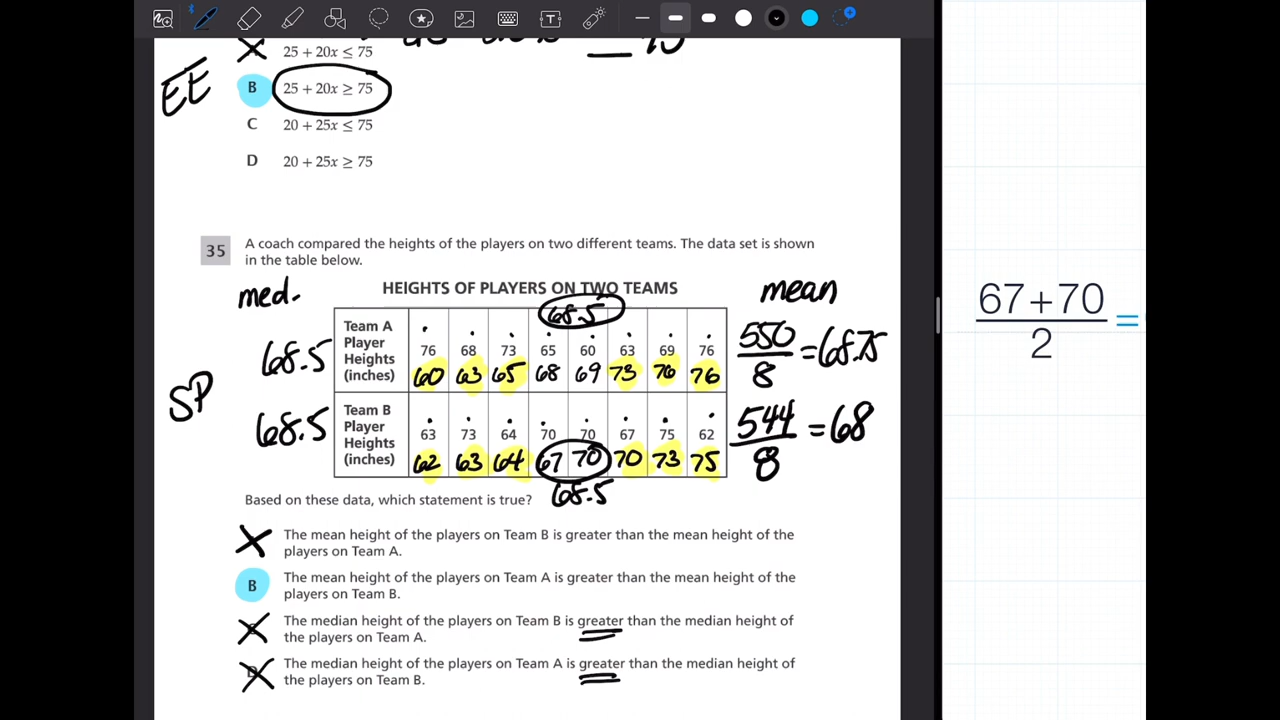 25 + 20x ≤ 75
75
EE
B 25 + 20x ≥ 75
C 20 + 25x ≤ 75
D 20 + 25x ≥ 75
35 A coach compared the heights of the players on two different teams. The data set is shown
in the table below.
med.
HEIGHTS OF PLAYERS ON TWO TEAMS
mean
68.5
Team A
Player
Heights
(inches)
76 68 73 65 60 63 69 76
60 63 65 68 69 73 76 76
68.5
550/8 = 68.75
SP
Team B
Player
Heights
(inches)
63 73 64 70 70 67 75 62
62 63 64 67 70 70 73 75
68.5
544/8 = 68
68.5
Based on these data, which statement is true?
The mean height of the players on Team B is greater than the mean height of the
players on Team A.
B The mean height of the players on Team A is greater than the mean height of the
players on Team B.
The median height of the players on Team B is greater than the median height of
the players on Team A.
D The median height of the players on Team A is greater than the median height of
the players on Team B.
67+70
2
=